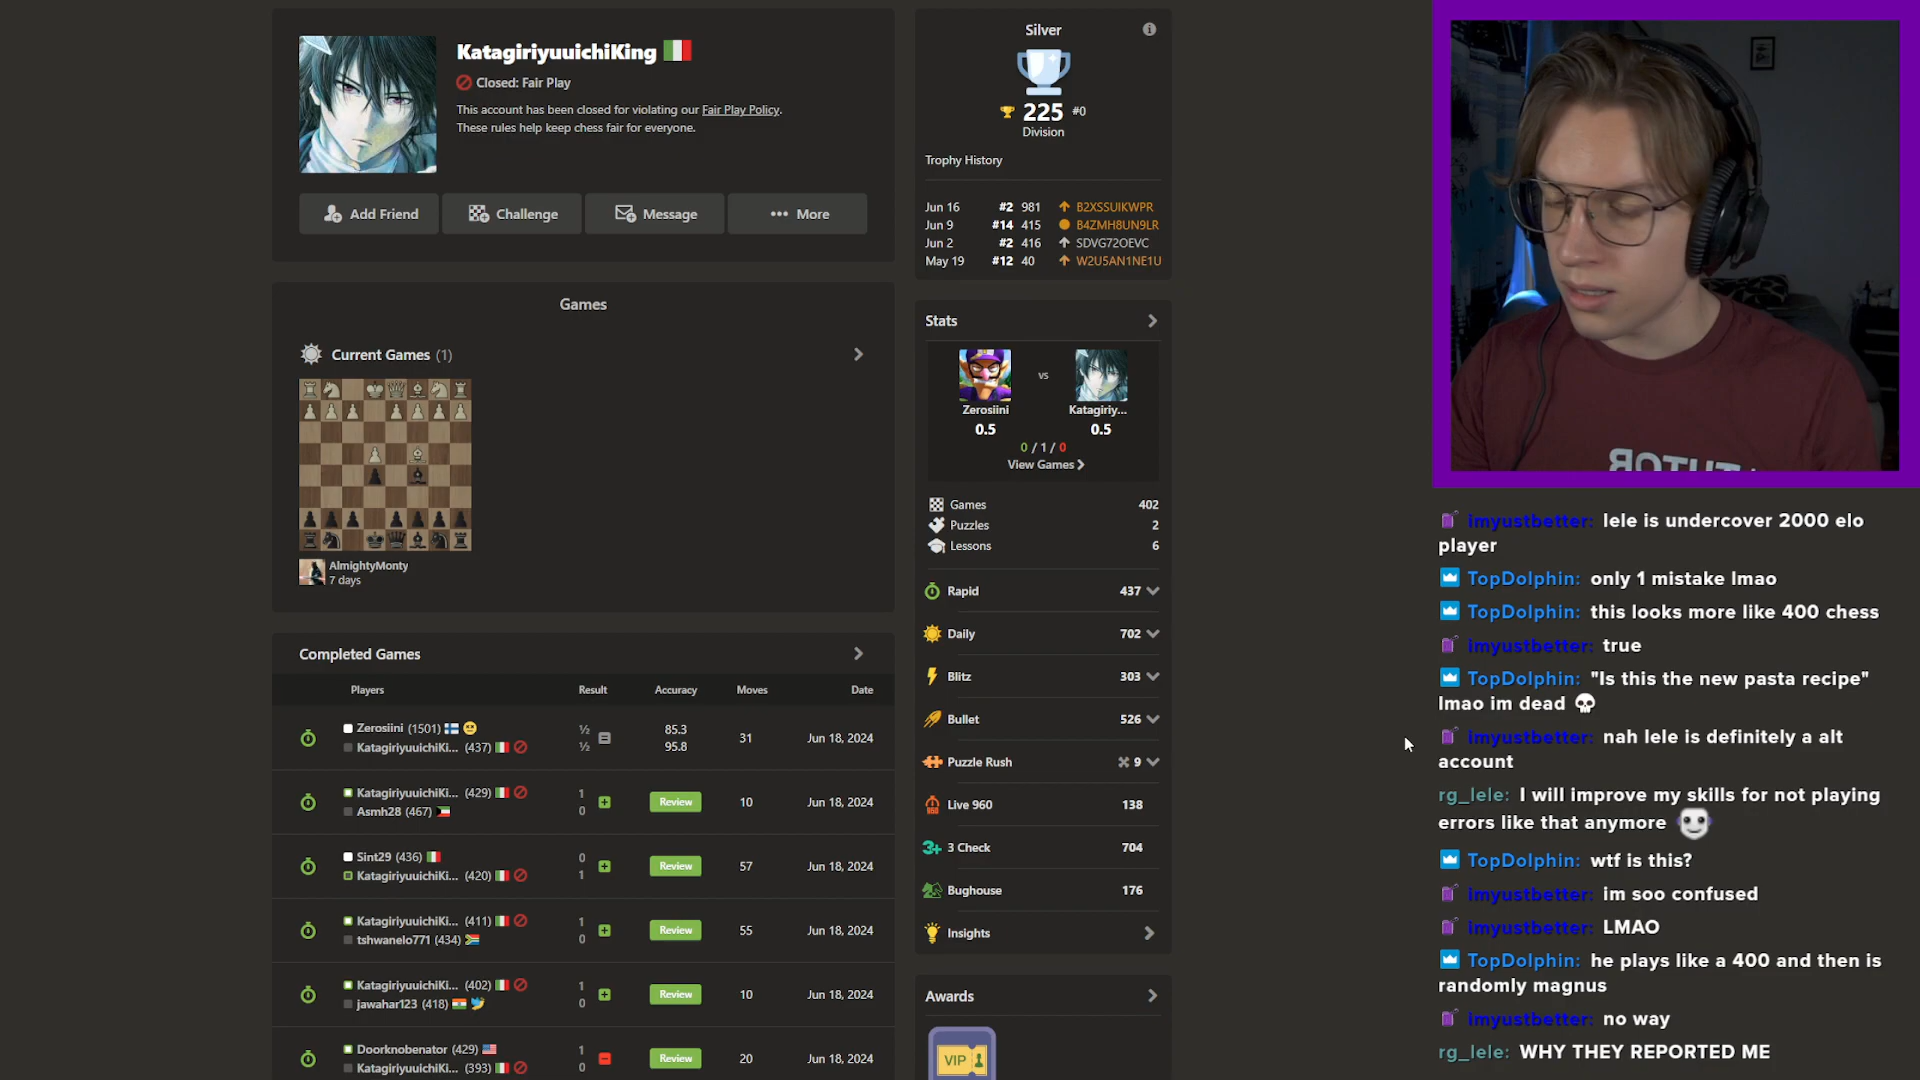 KatagiriyuuichiKing
Closed: Fair Play
This account has been closed for violating our Fair Play Policy.
These rules help keep chess fair for everyone.
Add Friend
Challenge
Message
More
Games
Current Games (1)
AlmightyMonty
7 days
Completed Games
Players Result Accuracy Moves Date
Zerosiini (1501) ½ 85.3
KatagiriyuuichiKi... (437) ½ 95.8
31 Jun 18, 2024
KatagiriyuuichiKi... (429) 1
Asmh28 (467) 0
Review 10 Jun 18, 2024
Sint29 (436) 0
KatagiriyuuichiKi... (420) 1
Review 57 Jun 18, 2024
KatagiriyuuichiKi... (411) 1
tshwanelo771 (434) 0
Review 55 Jun 18, 2024
KatagiriyuuichiKi... (402) 1
jawahar123 (418) 0
Review 10 Jun 18, 2024
Doorknobenator (429) 1
KatagiriyuuichiKi... (393) 0
Review 20 Jun 18, 2024
Silver
225 #0
Division
Trophy History
Jun 16 #2 981 B2XSSUIKWPR
Jun 9 #14 415 B4ZMH8UN9LR
Jun 2 #2 416 SDVG72OEVC
May 19 #12 40 W2U5AN1NE1U
Stats
vs
Zerosiini Katagiriy...
0.5 0.5
0 / 1 / 0
View Games
Games 402
Puzzles 2
Lessons 6
Rapid 437
Daily 702
Blitz 303
Bullet 526
Puzzle Rush 9
Live 960 138
3 Check 704
Bughouse 176
Insights
Awards
VIP
imyustbetter: lele is undercover 2000 elo
player
TopDolphin: only 1 mistake lmao
TopDolphin: this looks more like 400 chess
imyustbetter: true
TopDolphin: "Is this the new pasta recipe"
lmao im dead
imyustbetter: nah lele is definitely a alt
account
rg_lele: I will improve my skills for not playing
errors like that anymore
TopDolphin: wtf is this?
imyustbetter: im soo confused
imyustbetter: LMAO
TopDolphin: he plays like a 400 and then is
randomly magnus
imyustbetter: no way
rg_lele: WHY THEY REPORTED ME